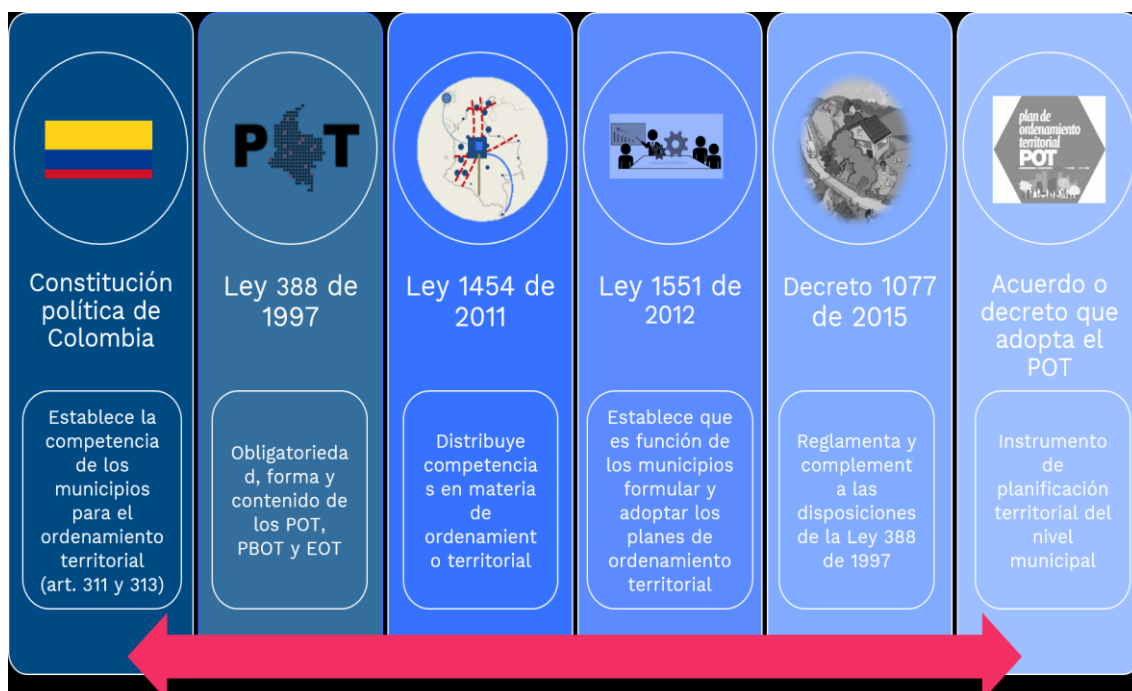 P T
plan de
ordenamiento
territorial
POT
Constitución
política de
Colombia
Ley 388 de
1997
Ley 1454 de
2011
Ley 1551 de
2012
Decreto 1077
de 2015
Acuerdo o
decreto que
adopta el
POT
Establece la
competencia
de los
municipios
para el
ordenamiento
territorial
(art. 311 y 313)
Obligatorieda
d, forma y
contenido de
los POT,
PBOT y EOT
Distribuye
competencia
s en materia
de
ordenamient
o territorial
Establece que
es función de
los municipios
formular y
adoptar los
planes de
ordenamiento
territorial
Reglamenta y
complement
a las
disposiciones
de la Ley 388
de 1997
Instrumento
de
planificación
territorial del
nivel
municipal